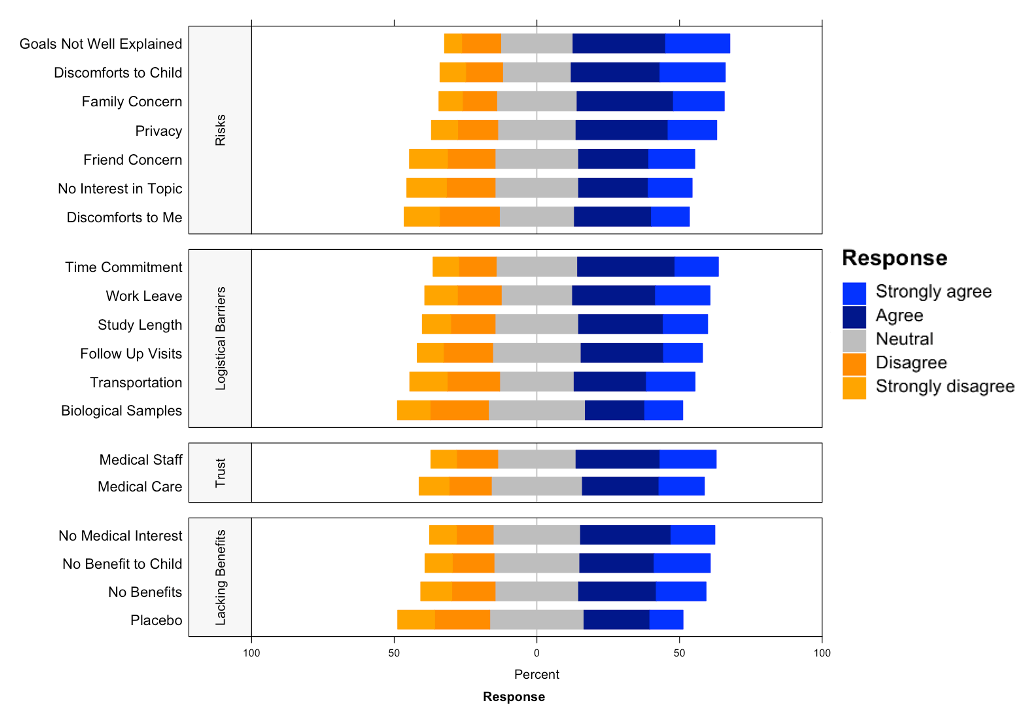 Goals Not Well Explained
Discomforts to Child
Family Concern
Privacy
Friend Concern
No Interest in Topic
Discomforts to Me
Risks
Time Commitment
Work Leave
Study Length
Follow Up Visits
Transportation
Biological Samples
Logistical Barriers
Medical Staff
Medical Care
Trust
No Medical Interest
No Benefit to Child
No Benefits
Placebo
Lacking Benefits
100 50 0 50 100
Percent
Response
Response
Strongly agree
Agree
Neutral
Disagree
Strongly disagree